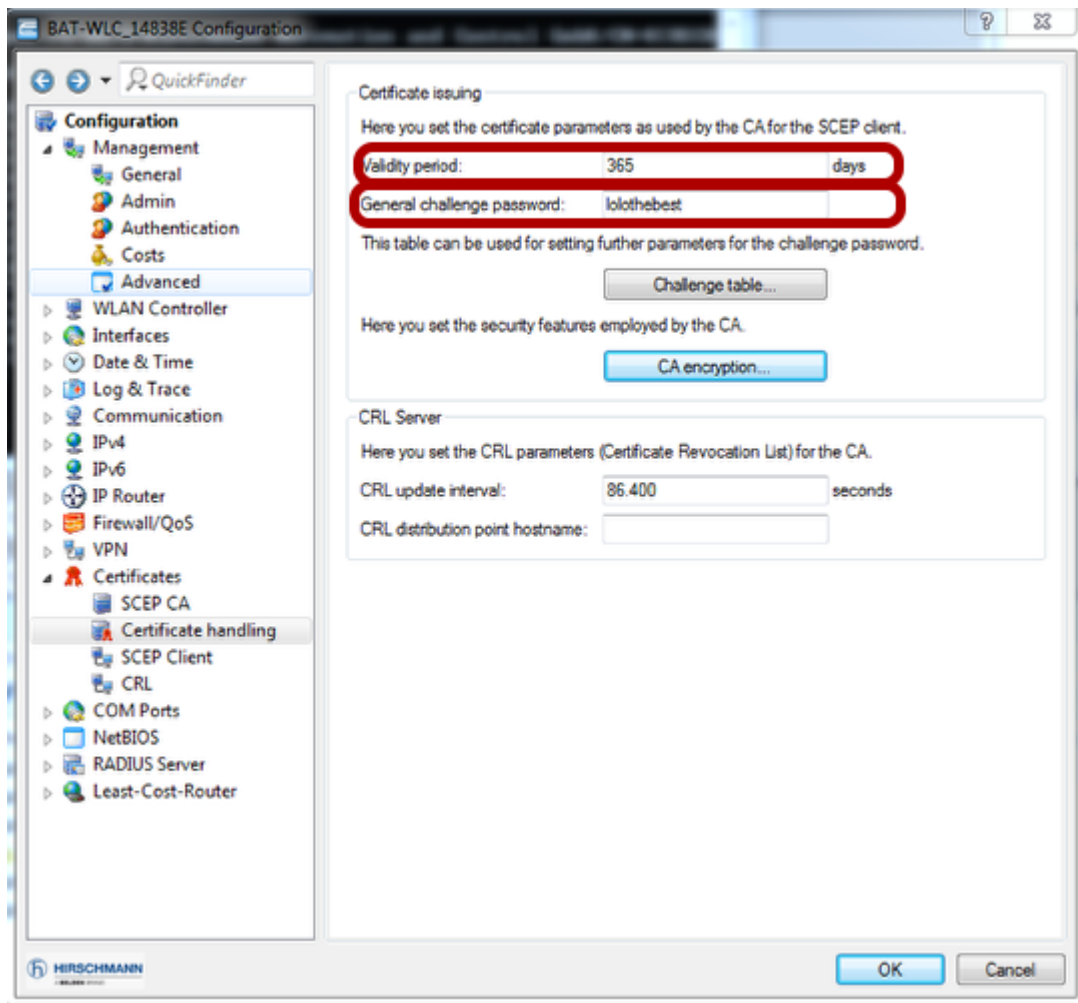 BAT-WLC_14838E Configuration
QuickFinder
Configuration
Management
General
Admin
Authentication
Costs
Advanced
WLAN Controller
Interfaces
Date & Time
Log & Trace
Communication
IPv4
IPv6
IP Router
Firewall/QoS
VPN
Certificates
SCEP CA
Certificate handling
SCEP Client
CRL
COM Ports
NetBIOS
RADIUS Server
Least-Cost-Router
Certificate issuing
Here you set the certificate parameters as used by the CA for the SCEP client.
Validity period: 365 days
General challenge password: lolothebest
This table can be used for setting further parameters for the challenge password.
Challenge table...
Here you set the security features employed by the CA.
CA encryption...
CRL Server
Here you set the CRL parameters (Certificate Revocation List) for the CA.
CRL update interval: 86.400 seconds
CRL distribution point hostname:
HIRSCHMANN
A BELDEN BRAND
OK Cancel